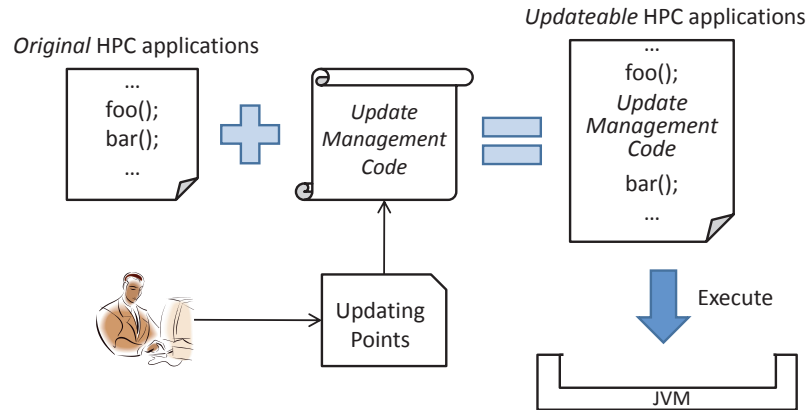 Original HPC applications
...
foo();
bar();
...
Update
Management
Code
Updateable HPC applications
...
foo();
Update
Management
Code
bar();
...
Updating
Points
Execute
JVM